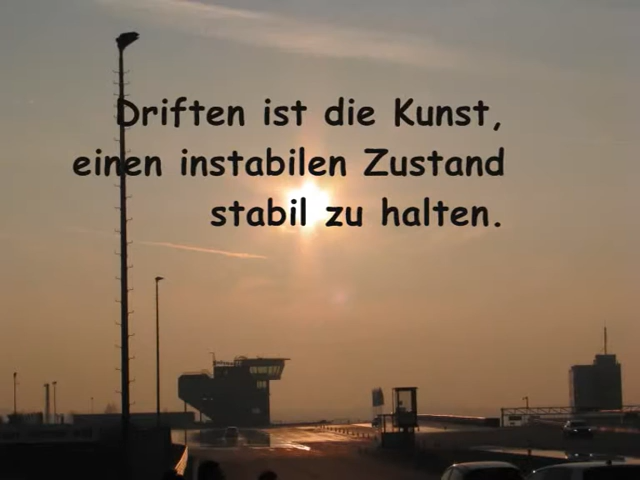 Driften ist die Kunst,
einen instabilen Zustand
stabil zu halten.